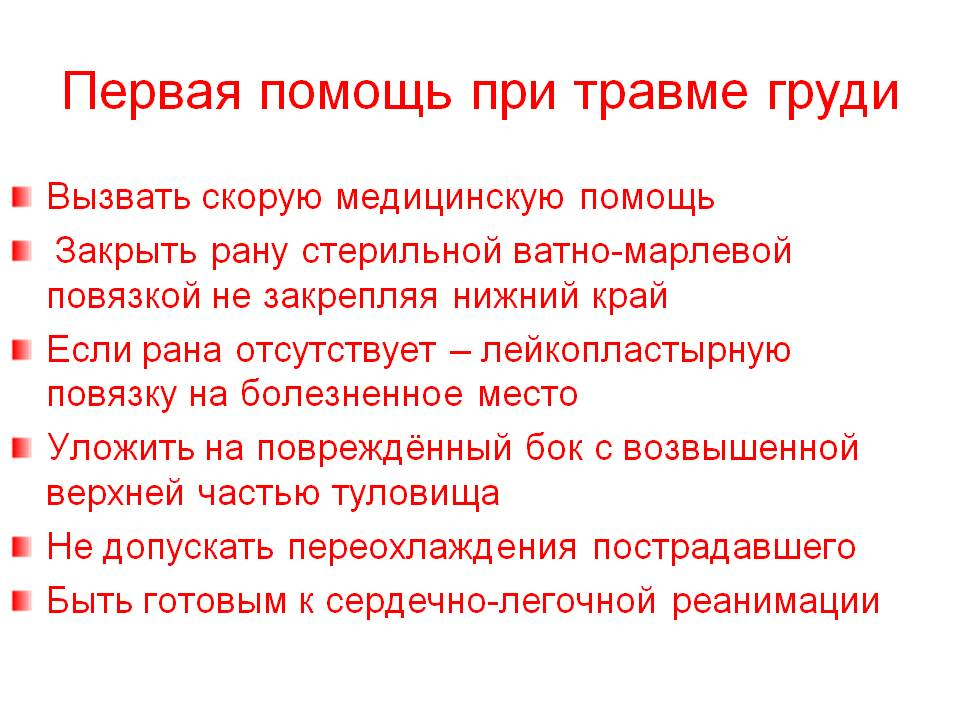 Первая помощь при травме груди
Вызвать скорую медицинскую помощь
Закрыть рану стерильной ватно-марлевой
повязкой не закрепляя нижний край
Если рана отсутствует – лейкопластырную
повязку на болезненное место
Уложить на повреждённый бок с возвышенной
верхней частью туловища
Не допускать переохлаждения пострадавшего
Быть готовым к сердечно-легочной реанимации